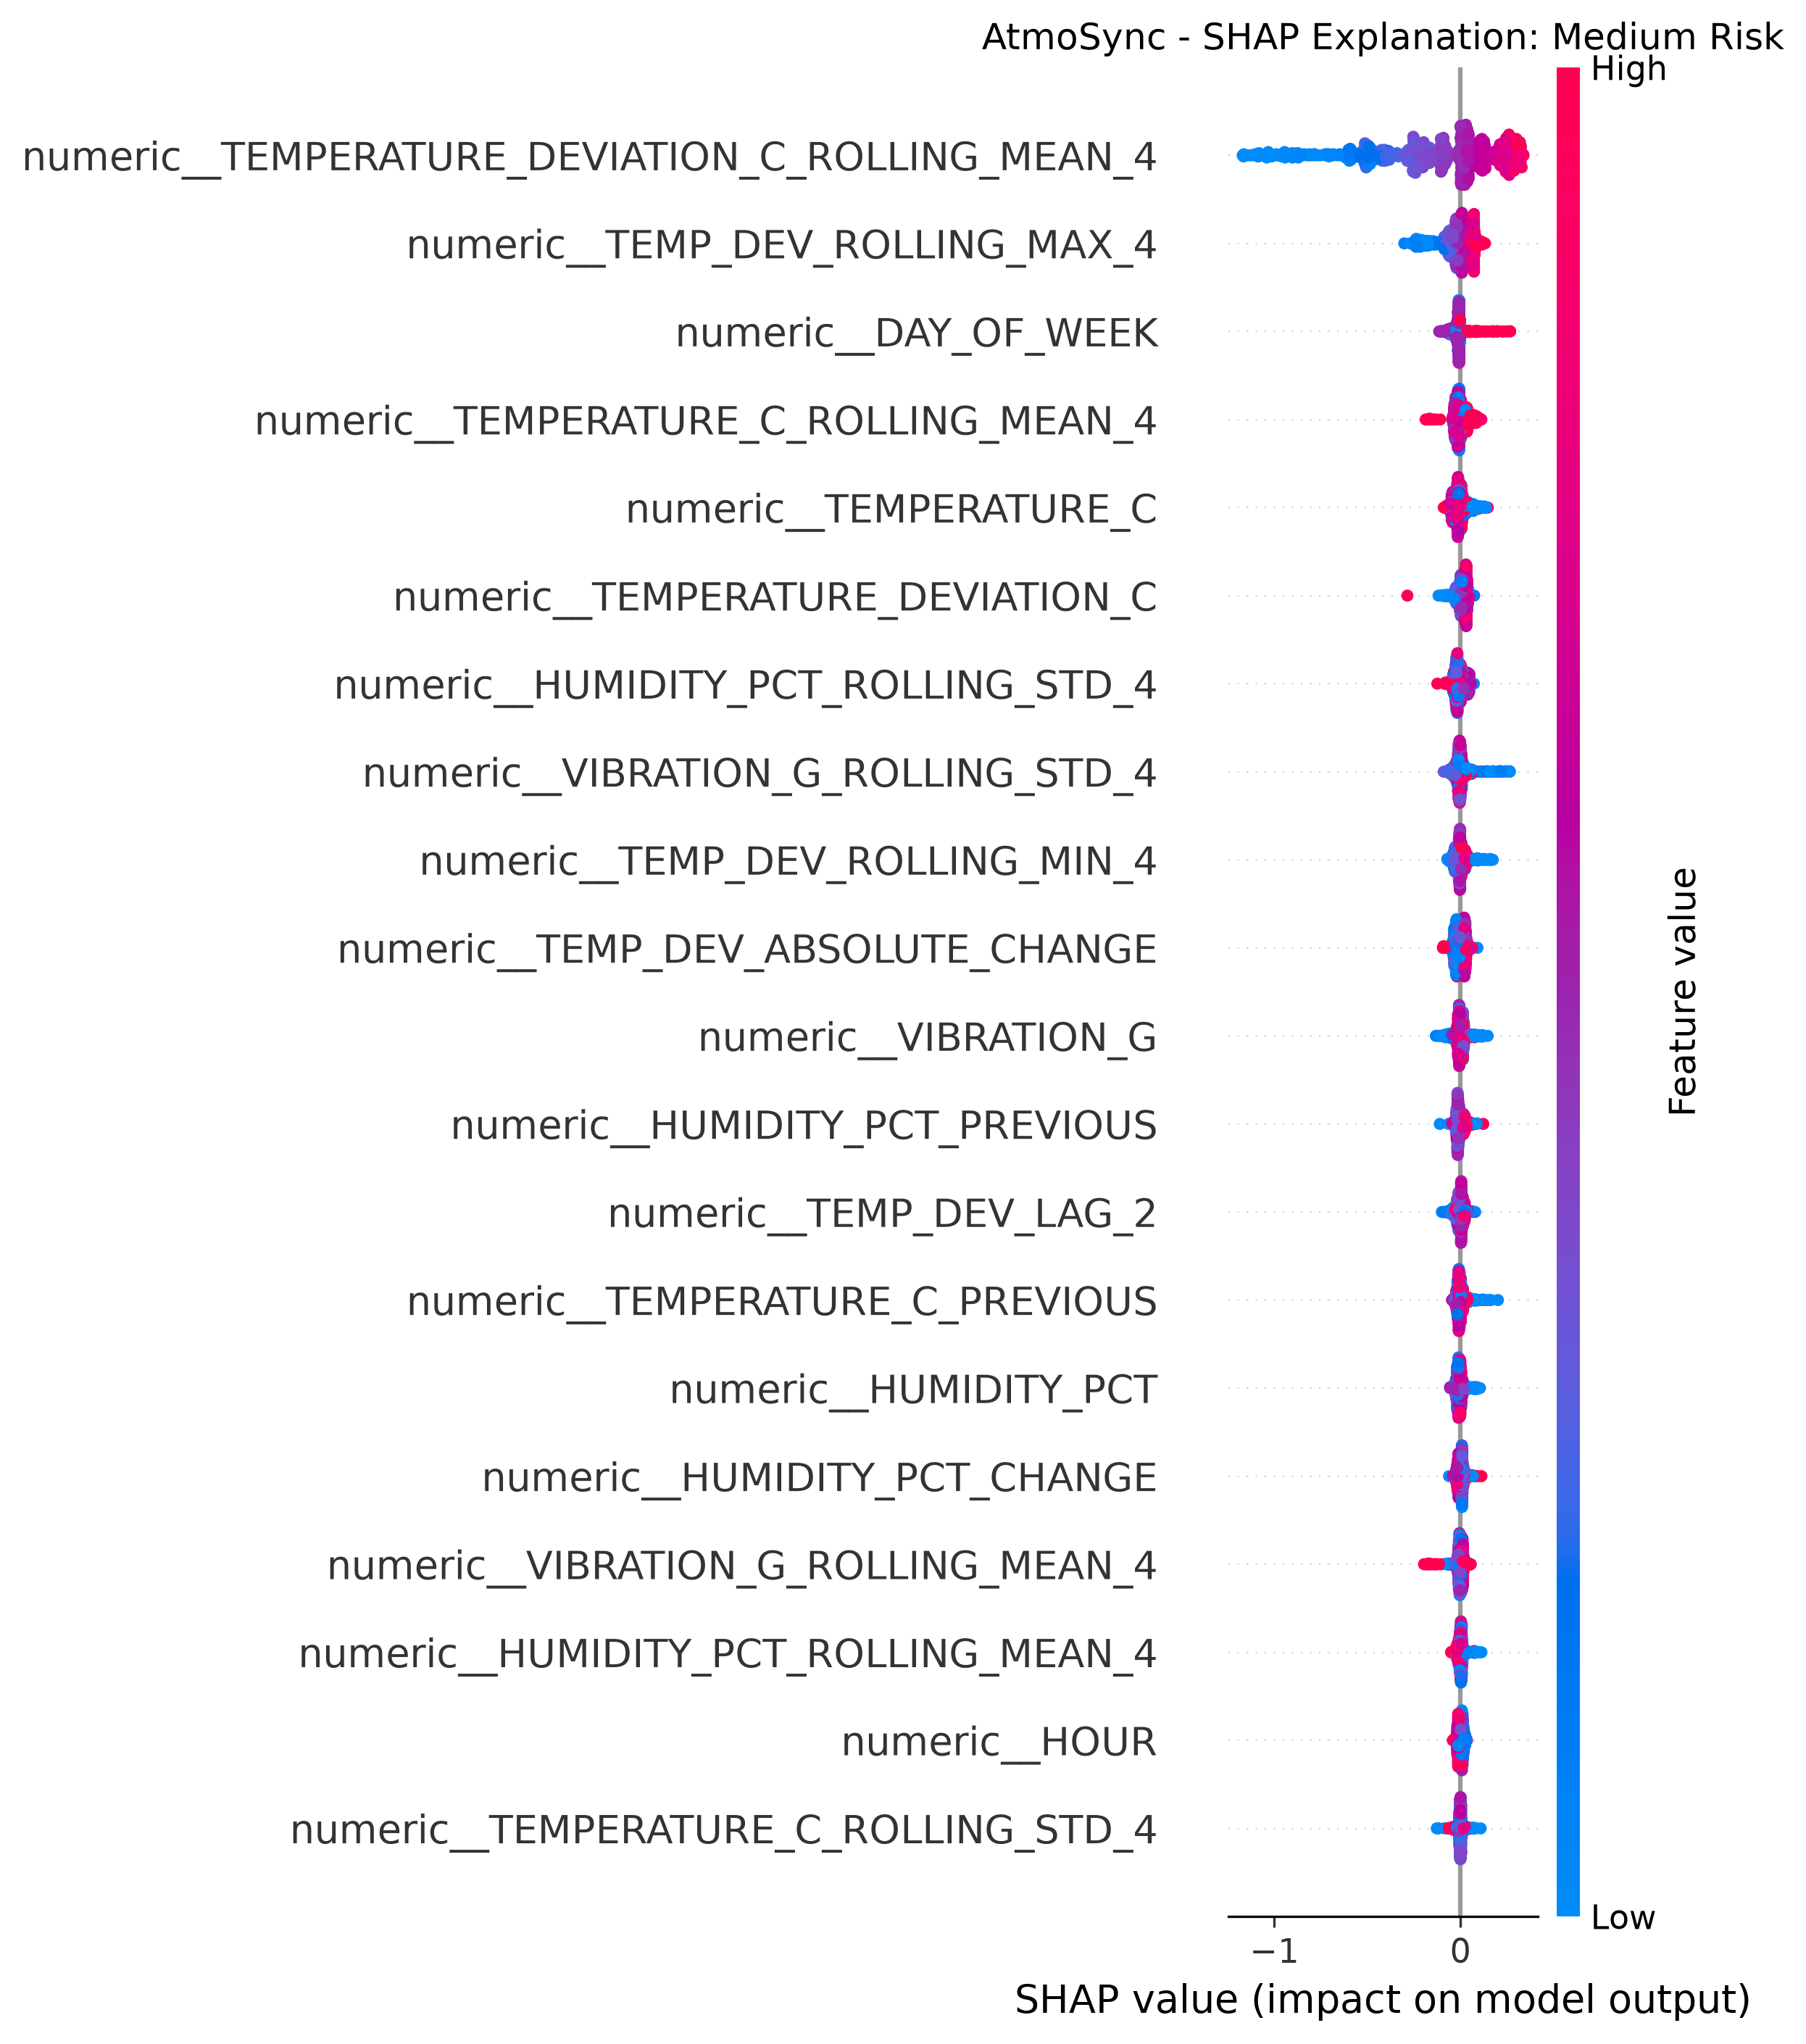 AtmoSync - SHAP Explanation: Medium Risk
High
numeric__TEMPERATURE_DEVIATION_C_ROLLING_MEAN_4
numeric__TEMP_DEV_ROLLING_MAX_4
numeric__DAY_OF_WEEK
numeric__TEMPERATURE_C_ROLLING_MEAN_4
numeric__TEMPERATURE_C
numeric__TEMPERATURE_DEVIATION_C
numeric__HUMIDITY_PCT_ROLLING_STD_4
numeric__VIBRATION_G_ROLLING_STD_4
numeric__TEMP_DEV_ROLLING_MIN_4
numeric__TEMP_DEV_ABSOLUTE_CHANGE
numeric__VIBRATION_G
numeric__HUMIDITY_PCT_PREVIOUS
numeric__TEMP_DEV_LAG_2
numeric__TEMPERATURE_C_PREVIOUS
numeric__HUMIDITY_PCT
numeric__HUMIDITY_PCT_CHANGE
numeric__VIBRATION_G_ROLLING_MEAN_4
numeric__HUMIDITY_PCT_ROLLING_MEAN_4
numeric__HOUR
numeric__TEMPERATURE_C_ROLLING_STD_4
Feature value
Low
−1 0
SHAP value (impact on model output)